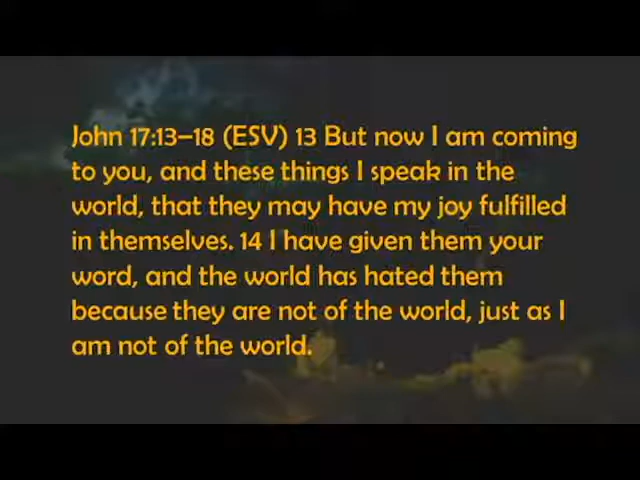 John 17:13–18 (ESV) 13 But now I am coming
to you, and these things I speak in the
world, that they may have my joy fulfilled
in themselves. 14 I have given them your
word, and the world has hated them
because they are not of the world, just as I
am not of the world.